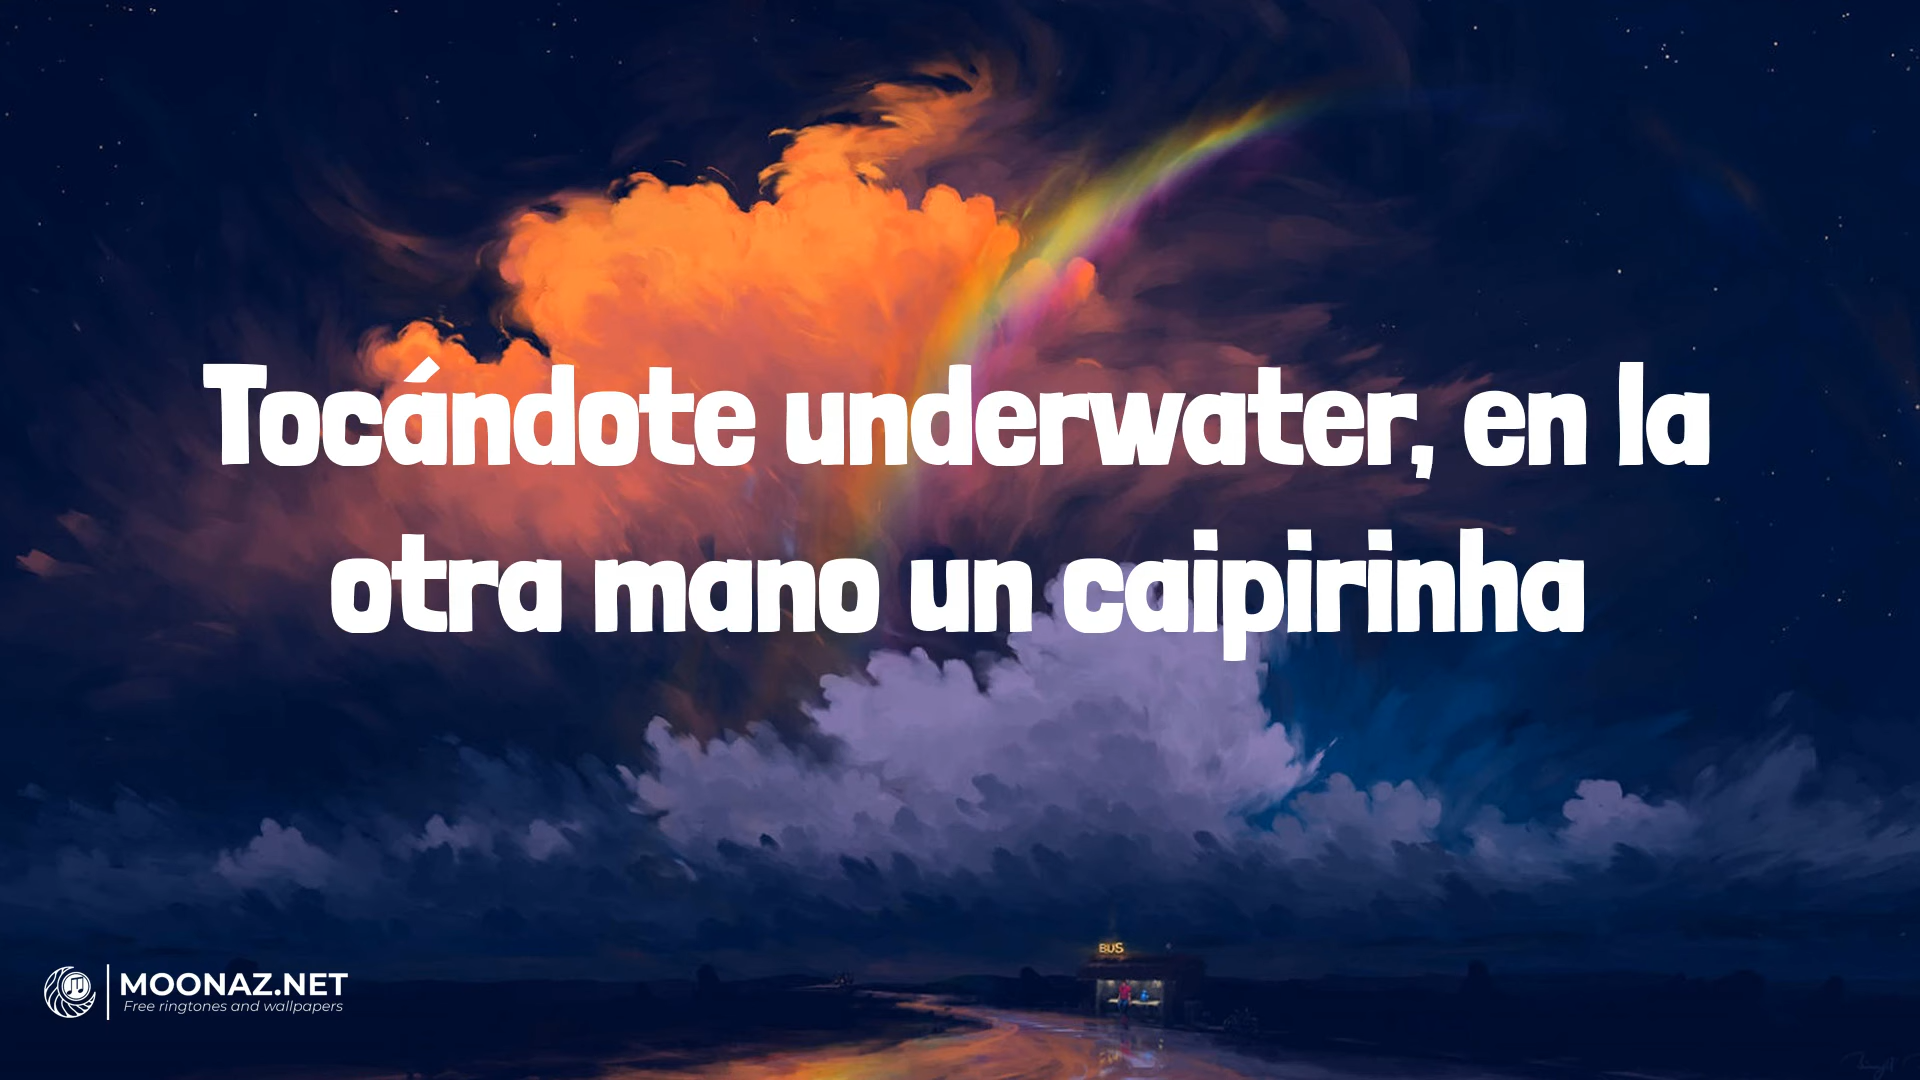 Tocándote underwater, en la
otra mano un caipirinha
BUS
MOONAZ.NET
Free ringtones and wallpapers